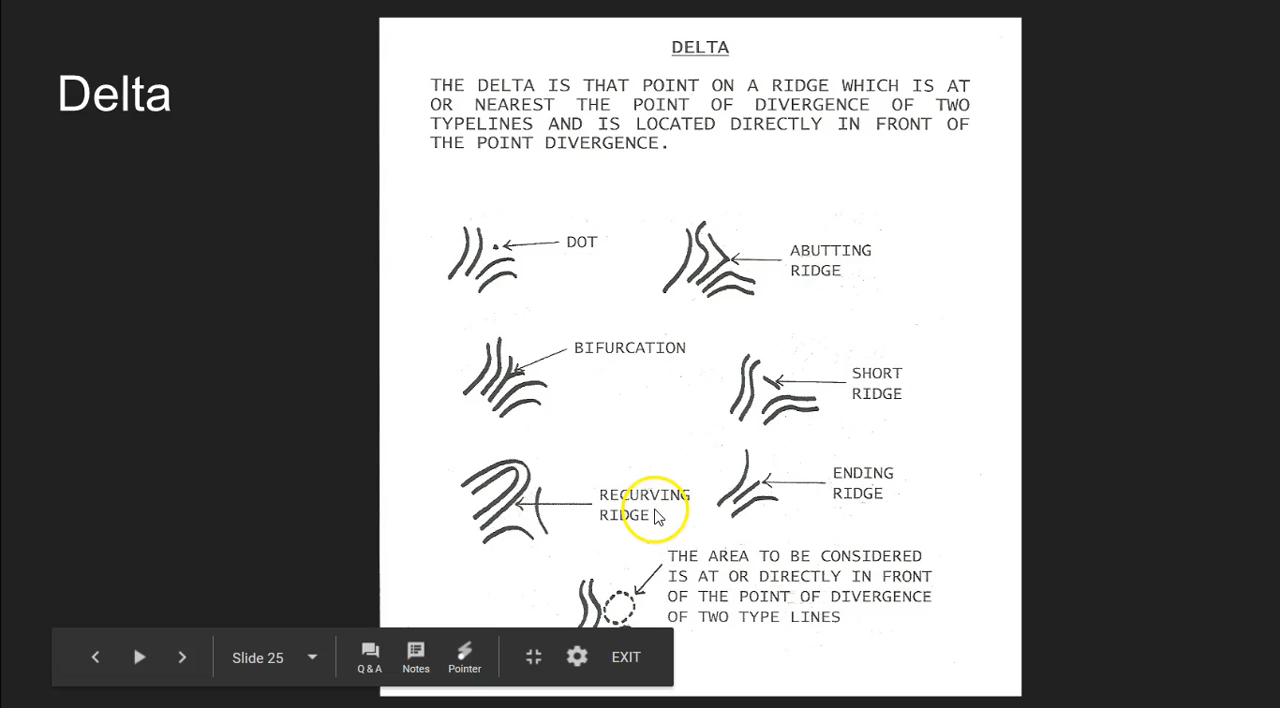 Delta
DELTA
THE DELTA IS THAT POINT ON A RIDGE WHICH IS AT
OR NEAREST THE POINT OF DIVERGENCE OF TWO
TYPELINES AND IS LOCATED DIRECTLY IN FRONT OF
THE POINT DIVERGENCE.
DOT
ABUTTING
RIDGE
BIFURCATION
SHORT
RIDGE
RECURVING
RIDGE
ENDING
RIDGE
THE AREA TO BE CONSIDERED
IS AT OR DIRECTLY IN FRONT
OF THE POINT OF DIVERGENCE
OF TWO TYPE LINES
Slide 25
Q & A
Notes
Pointer
EXIT